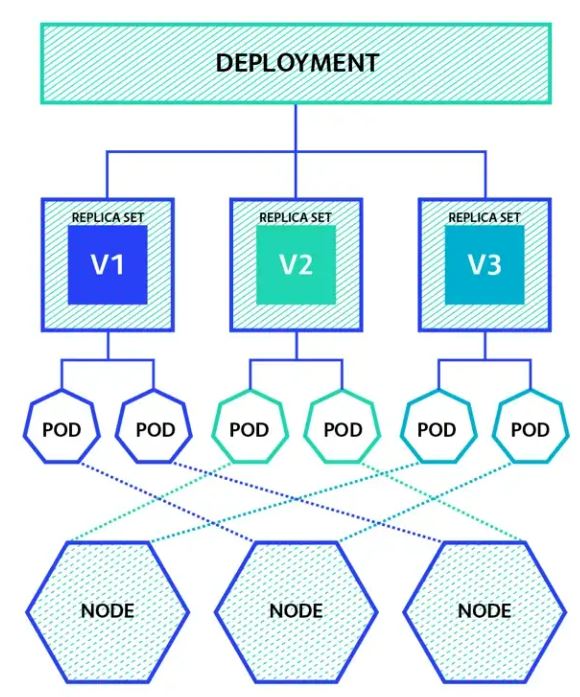 DEPLOYMENT
REPLICA SET
V1
REPLICA SET
V2
REPLICA SET
V3
POD
POD
POD
POD
POD
POD
NODE
NODE
NODE